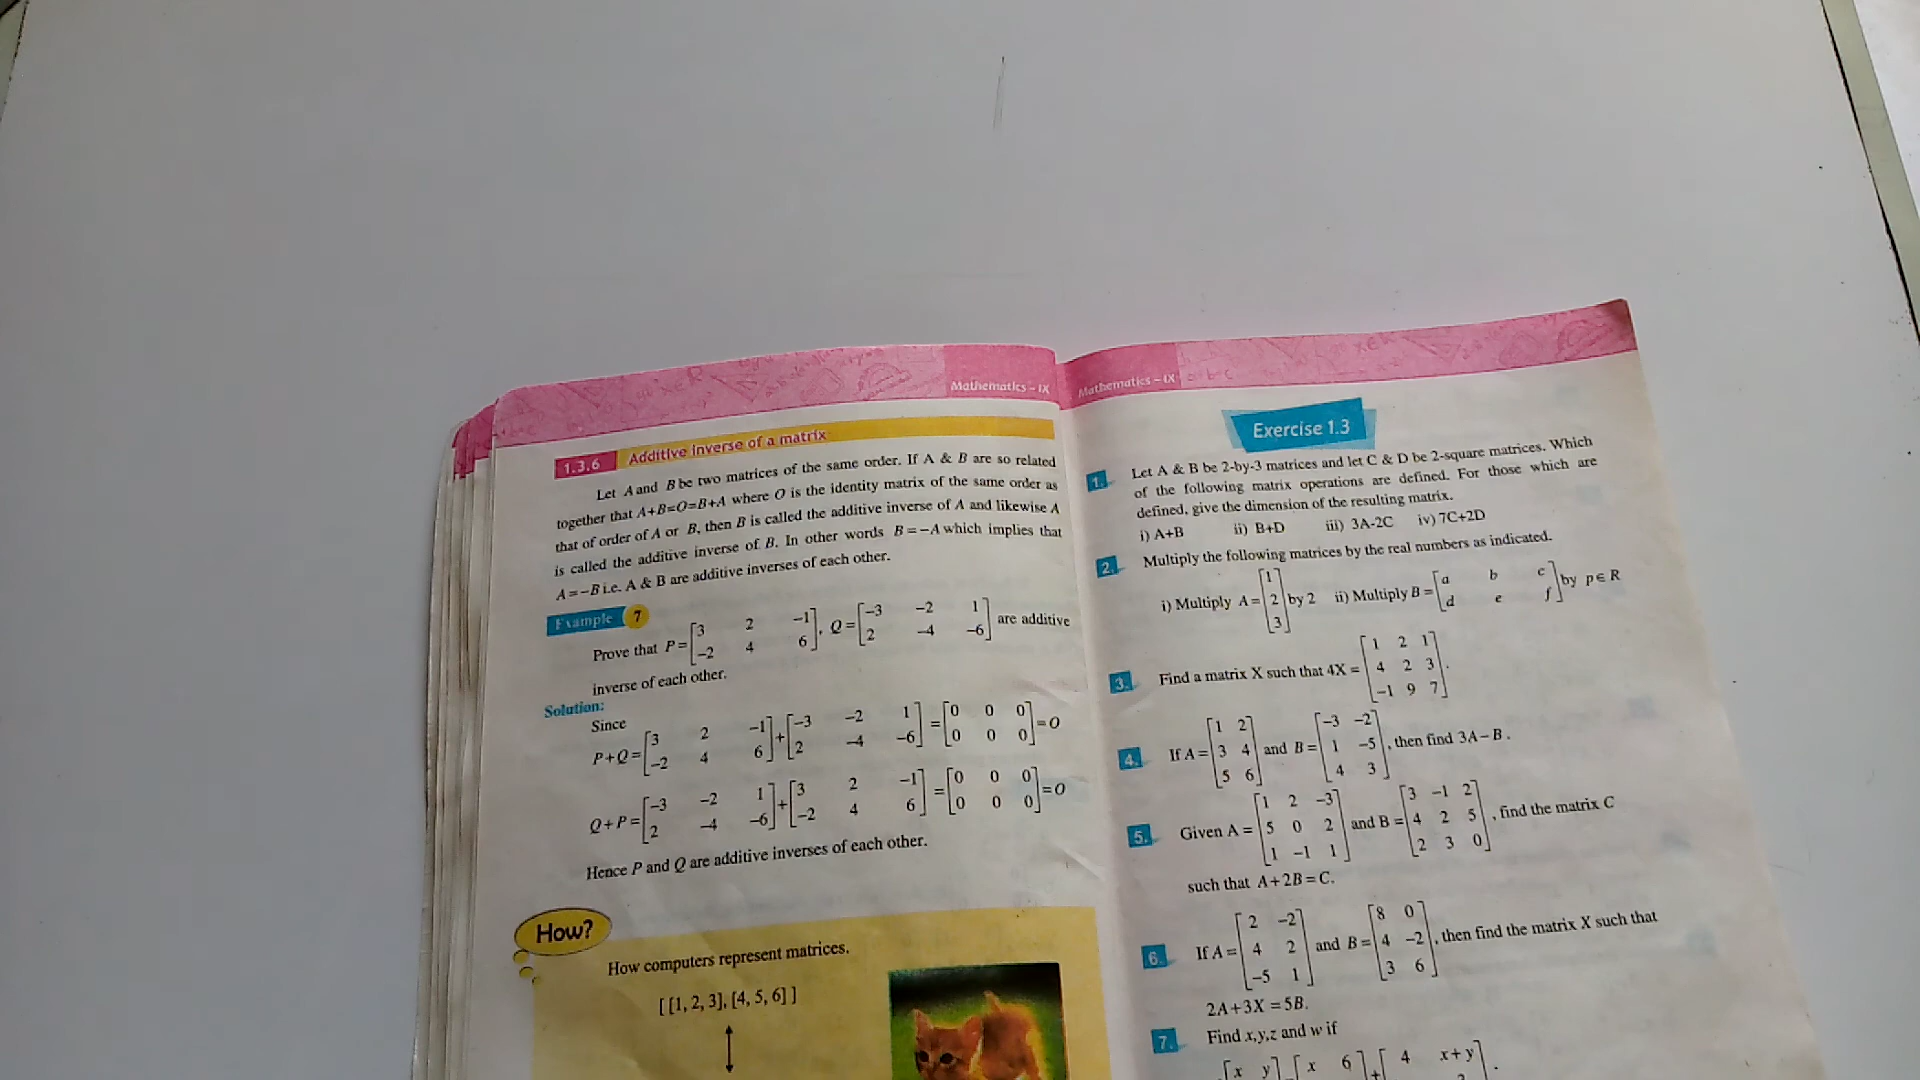 Mathematics – IX
1.3.6 Additive inverse of a matrix
Let A and B be two matrices of the same order. If A & B are so related
together that A+B=O=B+A where O is the identity matrix of the same order as
that of order of A or B, then B is called the additive inverse of A and likewise A
is called the additive inverse of B. In other words B = –A which implies that
A = –B i.e. A & B are additive inverses of each other.
Example 7
Prove that P = [3 2 –1; –2 4 6], Q = [–3 –2 1; 2 –4 –6] are additive
inverse of each other.
Solution:
Since
P+Q = [3 2 –1; –2 4 6] + [–3 –2 1; 2 –4 –6] = [0 0 0; 0 0 0] = O
Q+P = [–3 –2 1; 2 –4 –6] + [3 2 –1; –2 4 6] = [0 0 0; 0 0 0] = O
Hence P and Q are additive inverses of each other.
How?
How computers represent matrices.
[ [1, 2, 3], [4, 5, 6] ]
Mathematics – IX
Exercise 1.3
1. Let A & B be 2-by-3 matrices and let C & D be 2-square matrices. Which
of the following matrix operations are defined. For those which are
defined, give the dimension of the resulting matrix.
i) A+B ii) B+D iii) 3A-2C iv) 7C+2D
2. Multiply the following matrices by the real numbers as indicated.
i) Multiply A = [1; 2; 3] by 2 ii) Multiply B = [a b c; d e f] by p ∈ R
3. Find a matrix X such that 4X = [1 2 1; 4 2 3; –1 9 7].
4. If A = [1 2; 3 4; 5 6] and B = [–3 –2; 1 –5; 4 3], then find 3A – B.
5. Given A = [1 2 –3; 5 0 2; 1 –1 1] and B = [3 –1 2; 4 2 5; 2 3 0], find the matrix C
such that A+2B = C.
6. If A = [2 –2; 4 2; –5 1] and B = [8 0; 4 –2; 3 6], then find the matrix X such that
2A+3X = 5B.
7. Find x,y,z and w if
[x y] [x 6] + [4 x+y]